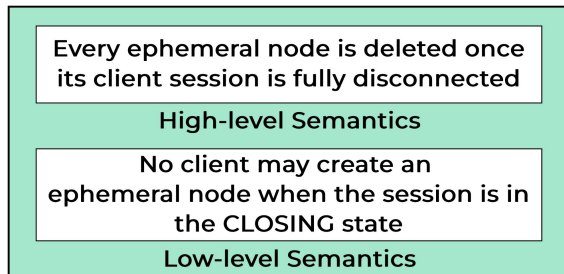 Every ephemeral node is deleted once
its client session is fully disconnected
High-level Semantics
No client may create an
ephemeral node when the session is in
the CLOSING state
Low-level Semantics